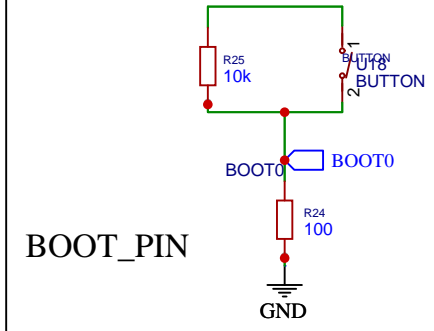 1
BUTTON
U18
BUTTON
2
R25
10k
BOOT0
BOOT0
R24
100
BOOT_PIN
GND